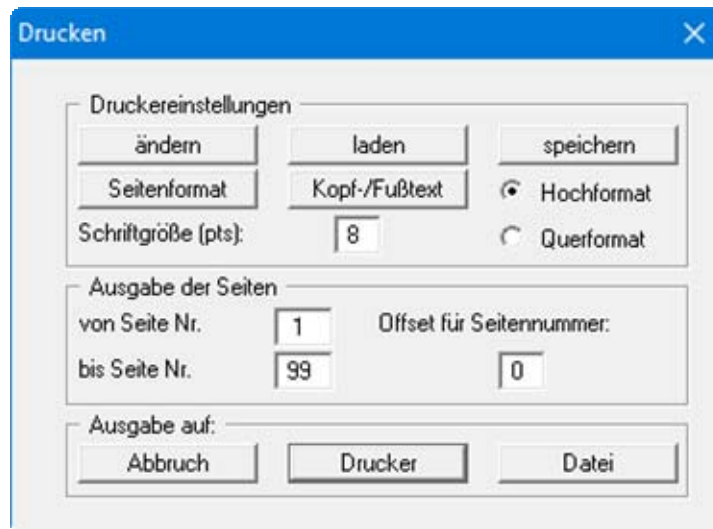 Drucken
Druckereinstellungen
ändern laden speichern
Seitenformat Kopf-/Fußtext Hochformat
Schriftgröße (pts): 8 Querformat
Ausgabe der Seiten
von Seite Nr. 1 Offset für Seitennummer:
bis Seite Nr. 99 0
Ausgabe auf:
Abbruch Drucker Datei